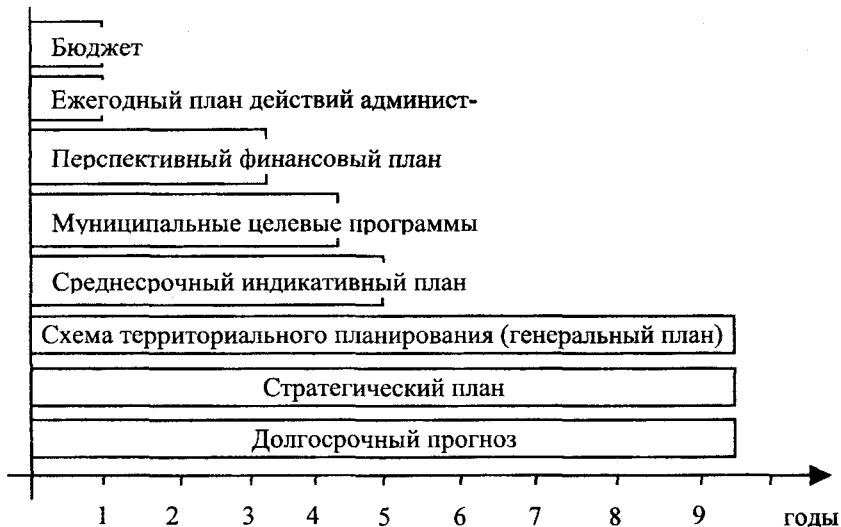 Бюджет
Ежегодный план действий админист-
Перспективный финансовый план
Муниципальные целевые программы
Среднесрочный индикативный план
Схема территориального планирования (генеральный план)
Стратегический план
Долгосрочный прогноз
1 2 3 4 5 6 7 8 9 годы